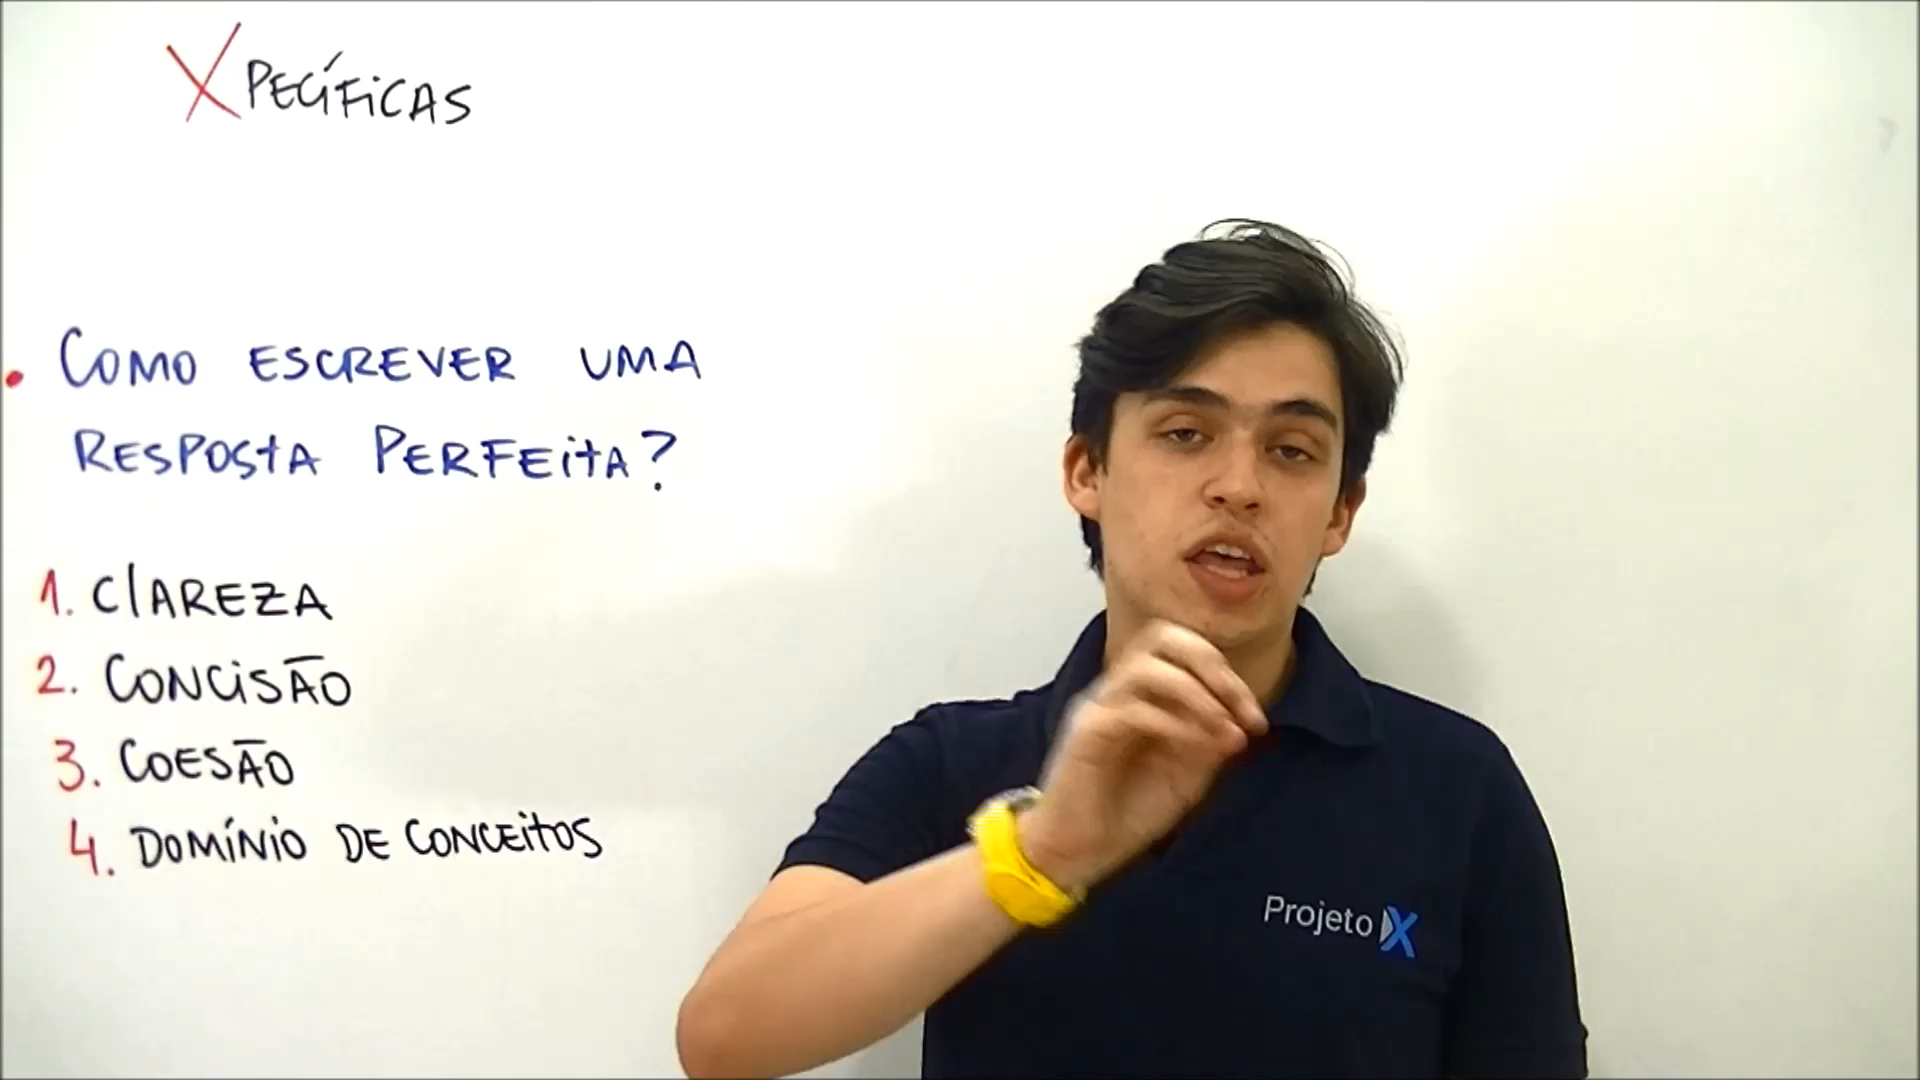 XPECÍFICAS
. COMO ESCREVER UMA
RESPOSTA PERFEITA?
1. CLAREZA
2. CONCISÃO
3. COESÃO
4. DOMÍNIO DE CONCEITOS
Projeto X